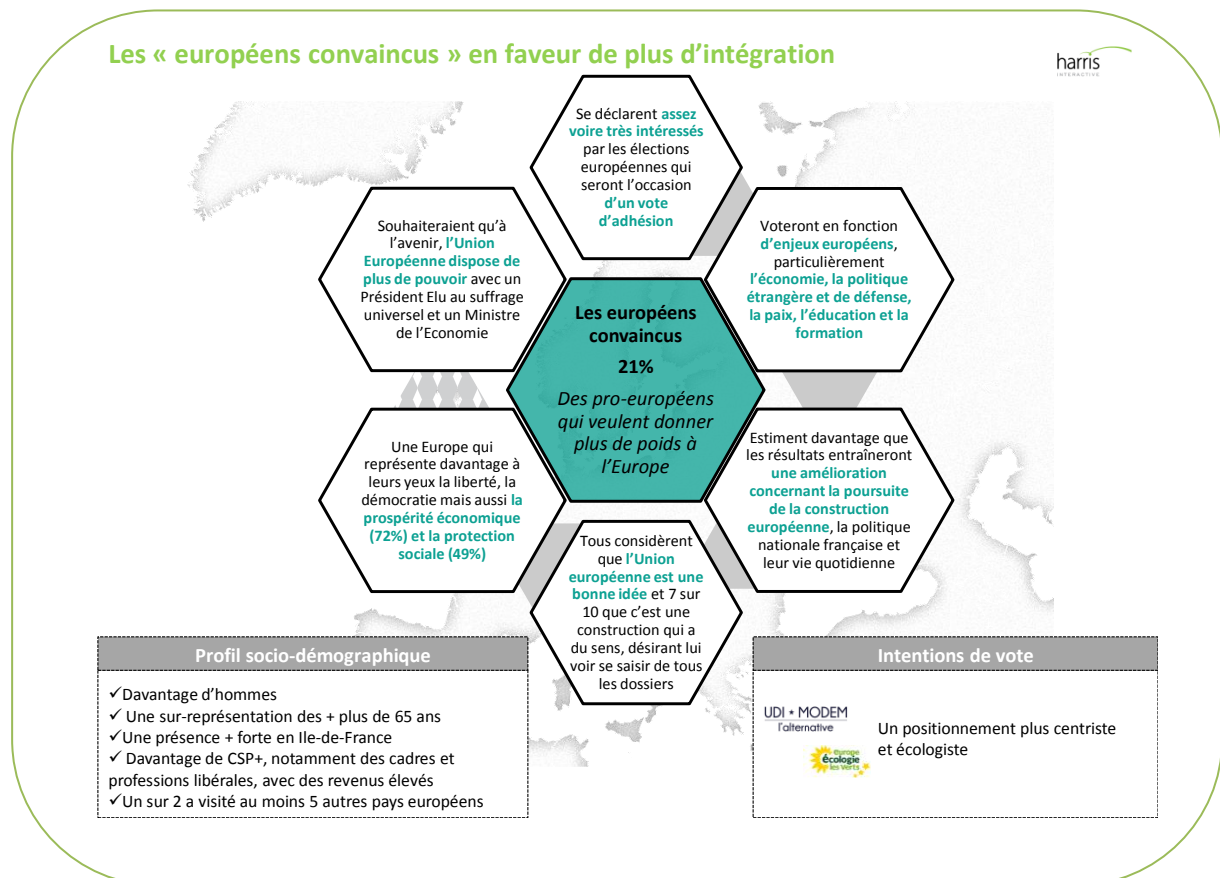 Les « européens convaincus » en faveur de plus d’intégration
harris
INTERACTIVE
Se déclarent assez
voire très intéressés
par les élections
européennes qui
seront l’occasion
d’un vote
d’adhésion
Souhaiteraient qu’à
l’avenir, l’Union
Européenne dispose de
plus de pouvoir avec un
Président Elu au suffrage
universel et un Ministre
de l’Economie
Voteront en fonction
d’enjeux européens,
particulièrement
l’économie, la politique
étrangère et de défense,
la paix, l’éducation et la
formation
Les européens
convaincus
21%
Des pro-européens
qui veulent donner
plus de poids à
l’Europe
Une Europe qui
représente davantage à
leurs yeux la liberté, la
démocratie mais aussi la
prospérité économique
(72%) et la protection
sociale (49%)
Estiment davantage que
les résultats entraîneront
une amélioration
concernant la poursuite
de la construction
européenne, la politique
nationale française et
leur vie quotidienne
Tous considèrent
que l’Union
européenne est une
bonne idée et 7 sur
10 que c’est une
construction qui a
du sens, désirant lui
voir se saisir de tous
les dossiers
Profil socio-démographique
✓Davantage d’hommes
✓ Une sur-représentation des + plus de 65 ans
✓Une présence + forte en Ile-de-France
✓ Davantage de CSP+, notamment des cadres et
professions libérales, avec des revenus élevés
✓Un sur 2 a visité au moins 5 autres pays européens
Intentions de vote
UDI ★ MODEM
l’alternative
europe
écologie
les verts
Un positionnement plus centriste
et écologiste